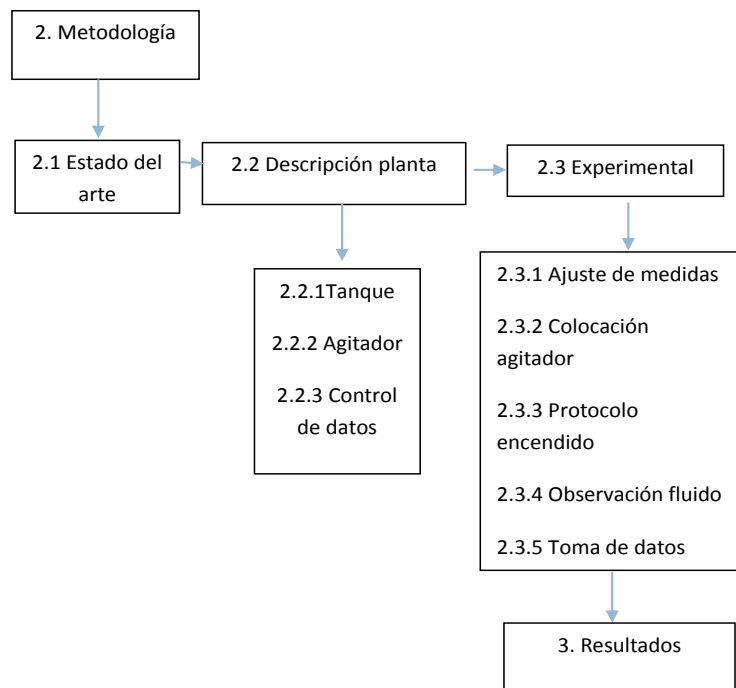 2. Metodología
2.1 Estado del
arte
2.2 Descripción planta
2.3 Experimental
2.2.1Tanque
2.2.2 Agitador
2.2.3 Control
de datos
2.3.1 Ajuste de medidas
2.3.2 Colocación
agitador
2.3.3 Protocolo
encendido
2.3.4 Observación fluido
2.3.5 Toma de datos
3. Resultados